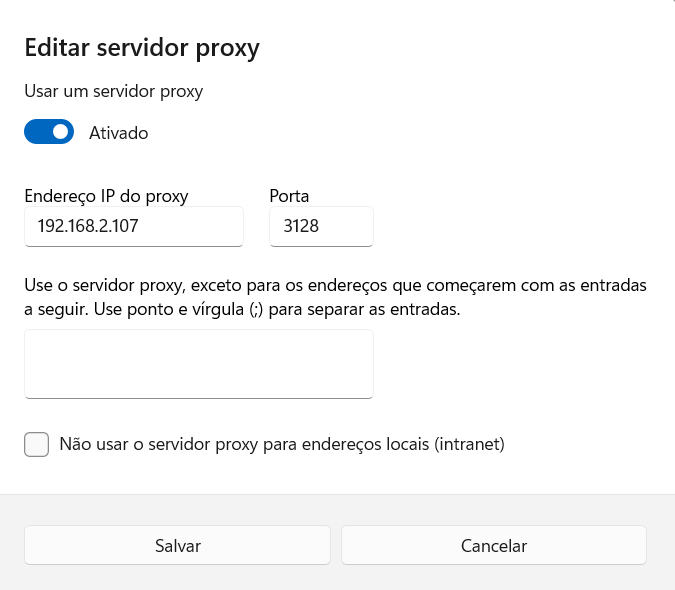 Editar servidor proxy
Usar um servidor proxy
Ativado
Endereço IP do proxy
Porta
192.168.2.107
3128
Use o servidor proxy, exceto para os endereços que começarem com as entradas
a seguir. Use ponto e vírgula (;) para separar as entradas.
Não usar o servidor proxy para endereços locais (intranet)
Salvar
Cancelar